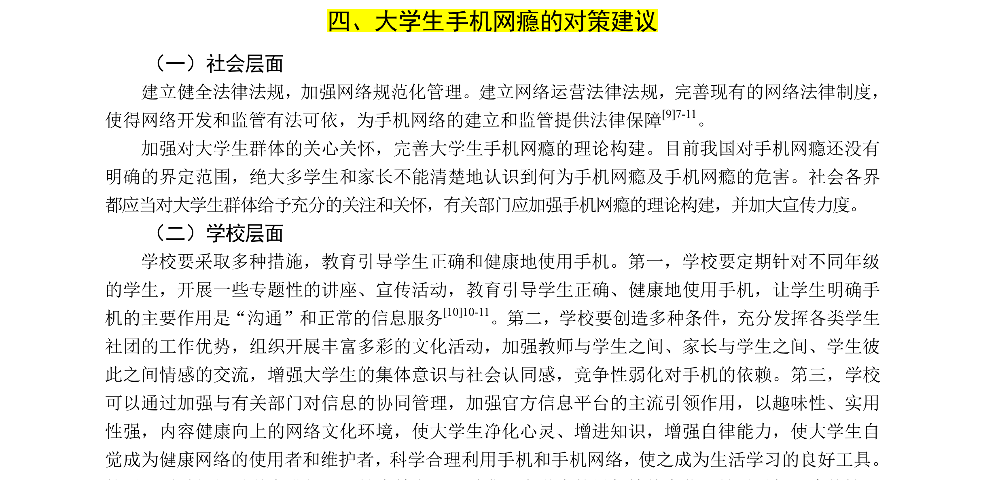 四、大学生手机网瘾的对策建议
（一）社会层面
建立健全法律法规，加强网络规范化管理。建立网络运营法律法规，完善现有的网络法律制度，
使得网络开发和监管有法可依，为手机网络的建立和监管提供法律保障[9]7-11。
加强对大学生群体的关心关怀，完善大学生手机网瘾的理论构建。目前我国对手机网瘾还没有
明确的界定范围，绝大多学生和家长不能清楚地认识到何为手机网瘾及手机网瘾的危害。社会各界
都应当对大学生群体给予充分的关注和关怀，有关部门应加强手机网瘾的理论构建，并加大宣传力度。
（二）学校层面
学校要采取多种措施，教育引导学生正确和健康地使用手机。第一，学校要定期针对不同年级
的学生，开展一些专题性的讲座、宣传活动，教育引导学生正确、健康地使用手机，让学生明确手
机的主要作用是“沟通”和正常的信息服务[10]10-11。第二，学校要创造多种条件，充分发挥各类学生
社团的工作优势，组织开展丰富多彩的文化活动，加强教师与学生之间、家长与学生之间、学生彼
此之间情感的交流，增强大学生的集体意识与社会认同感，竞争性弱化对手机的依赖。第三，学校
可以通过加强与有关部门对信息的协同管理，加强官方信息平台的主流引领作用，以趣味性、实用
性强，内容健康向上的网络文化环境，使大学生净化心灵、增进知识，增强自律能力，使大学生自
觉成为健康网络的使用者和维护者，科学合理利用手机和手机网络，使之成为生活学习的良好工具。